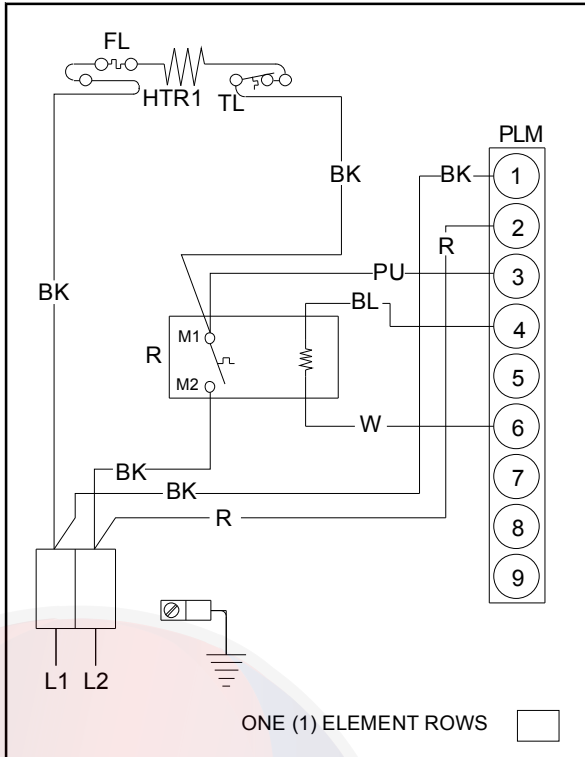 FL
HTR1
TL
PLM
BK
BK
1
2
R
BK
PU
3
BL
4
M1
R
M2
5
W
6
BK
7
BK
R
8
9
L1 L2
ONE (1) ELEMENT ROWS